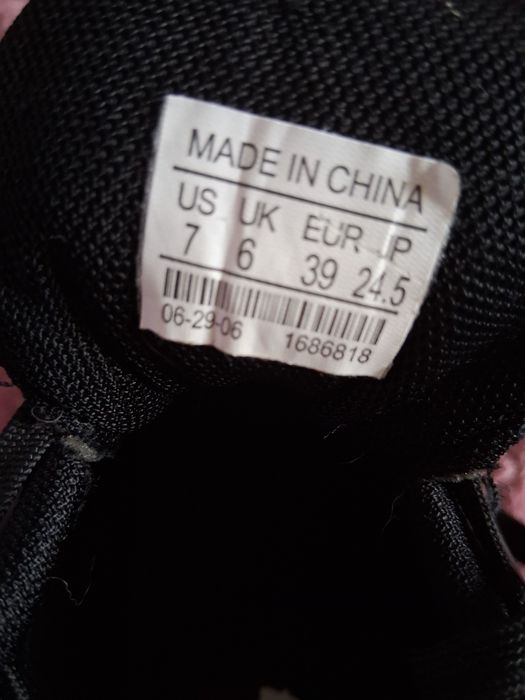 MADE IN CHINA
US UK EUR JP
7 6 39 24.5
06-29-06 1686818